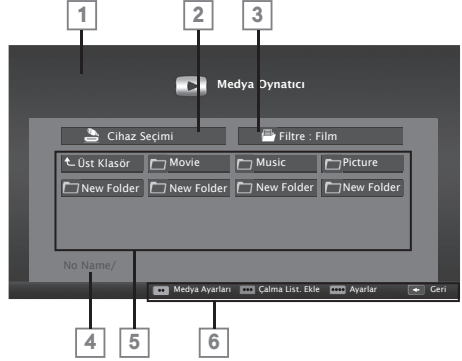 1 2 3
Medya Oynatıcı
Cihaz Seçimi Filtre : Film
Üst Klasör Movie Music Picture
New Folder New Folder New Folder New Folder
No Name/
Medya Ayarları Çalma List. Ekle Ayarlar Geri
4 5 6